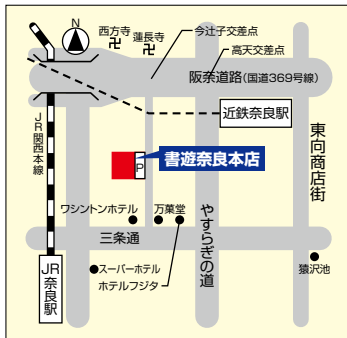 N
西方寺
蓮長寺
今辻子交差点
高天交差点
阪奈道路(国道369号線)
近鉄奈良駅
JR関西本線
東向商店街
書遊奈良本店
P
ワシントンホテル
万葉堂
やすらぎの道
三条通
JR奈良駅
スーパーホテル
ホテルフジタ
猿沢池